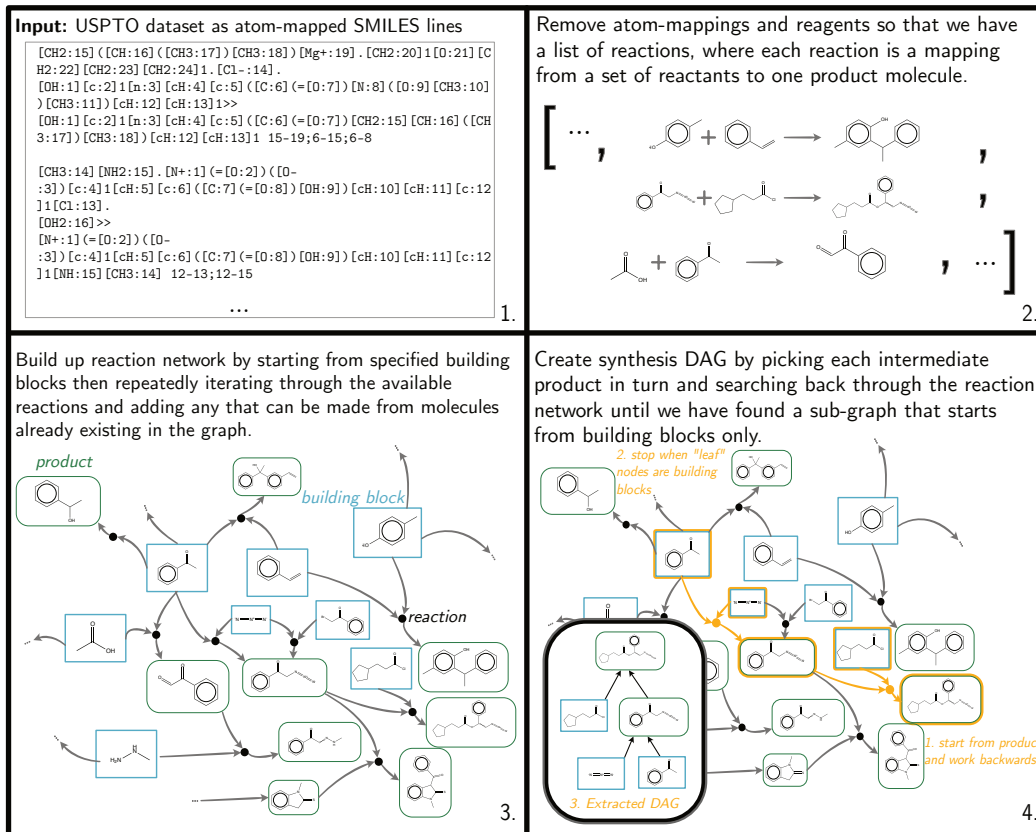 Input: USPTO dataset as atom-mapped SMILES lines
[CH2:15]([CH:16]([CH3:17])[CH3:18])[Mg+:19].[CH2:20]1[O:21][C
H2:22][CH2:23][CH2:24]1.[Cl-:14].
[OH:1][c:2]1[n:3][cH:4][c:5]([C:6](=[O:7])[N:8]([O:9][CH3:10]
)[CH3:11])[cH:12][cH:13]1>>
[OH:1][c:2]1[n:3][cH:4][c:5]([C:6](=[O:7])[CH2:15][CH:16]([CH
3:17])[CH3:18])[cH:12][cH:13]1 15-19;6-15;6-8
[CH3:14][NH2:15].[N+:1](=[O:2])([O-
:3])[c:4]1[cH:5][c:6]([C:7](=[O:8])[OH:9])[cH:10][cH:11][c:12
]1[Cl:13].
[OH2:16]>>
[N+:1](=[O:2])([O-
:3])[c:4]1[cH:5][c:6]([C:7](=[O:8])[OH:9])[cH:10][cH:11][c:12
]1[NH:15][CH3:14] 12-13;12-15
...
1.
Remove atom-mappings and reagents so that we have
a list of reactions, where each reaction is a mapping
from a set of reactants to one product molecule.
[ ..., + ,
+ ,
+ , ... ]
2.
Build up reaction network by starting from specified building
blocks then repeatedly iterating through the available
reactions and adding any that can be made from molecules
already existing in the graph.
product
building block
reaction
3.
Create synthesis DAG by picking each intermediate
product in turn and searching back through the reaction
network until we have found a sub-graph that starts
from building blocks only.
2. stop when "leaf"
nodes are building
blocks
1. start from product
and work backwards
3. Extracted DAG
4.